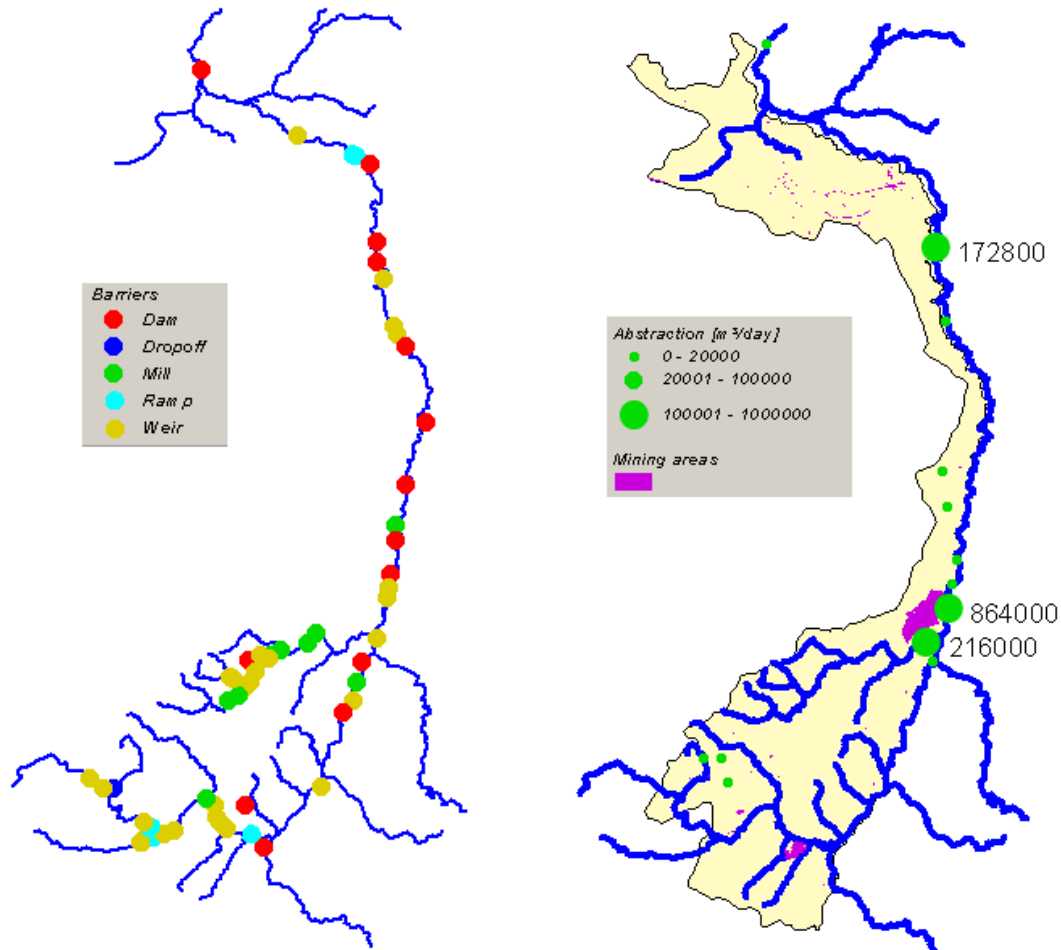 Barriers
Dam
Dropoff
Mill
Ramp
Weir
172800
Abstraction [m³/day]
0 - 20000
20001 - 100000
100001 - 1000000
Mining areas
864000
216000